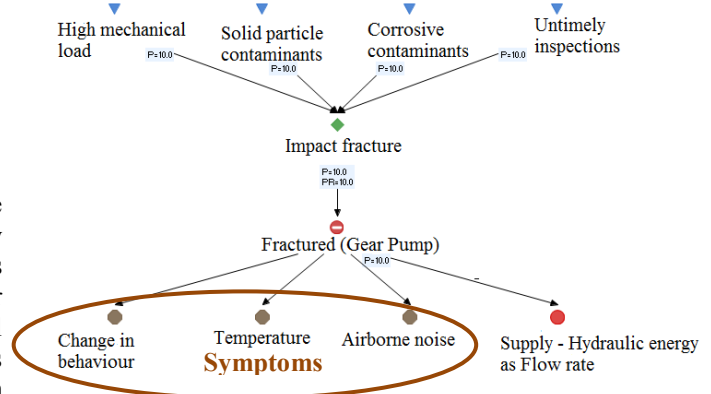 High mechanical
load
Solid particle
contaminants
Corrosive
contaminants
Untimely
inspections
P=10.0
P=10.0
P=10.0
P=10.0
Impact fracture
P=10.0
PR=10.0
Fractured (Gear Pump)
P=10.0
Change in
behaviour
Temperature
Airborne noise
Symptoms
Supply - Hydraulic energy
as Flow rate